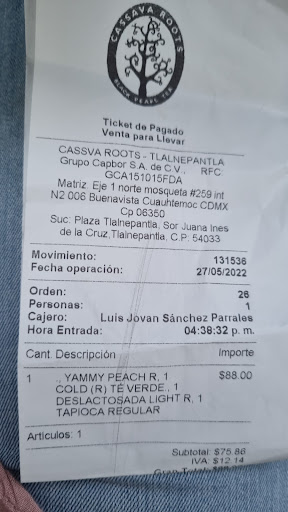 CASSAVA ROOTS
BLACK PEARL TEA
Ticket de Pagado
Venta para Llevar
CASSVA ROOTS - TLALNEPANTLA
Grupo Capbor S.A. de C.V., RFC:
GCA151015FDA
Matriz Eje 1 norte mosqueta #259 int
N2 006 Buenavista Cuauhtemoc CDMX
Cp 06350
Suc: Plaza Tlalnepantla, Sor Juana Ines
de la Cruz,Tlalnepantla, C.P. 54033
Movimiento: 131536
Fecha operación: 27/05/2022
Orden: 26
Personas: 1
Cajero: Luis Jovan Sánchez Parrales
Hora Entrada: 04:38:32 p. m.
Cant. Descripción Importe
1 ., YAMMY PEACH R, 1 $88.00
COLD (R) TÉ VERDE., 1
DESLACTOSADA LIGHT R, 1
TAPIOCA REGULAR
Articulos: 1
Subtotal: $75.86
IVA: $12.14